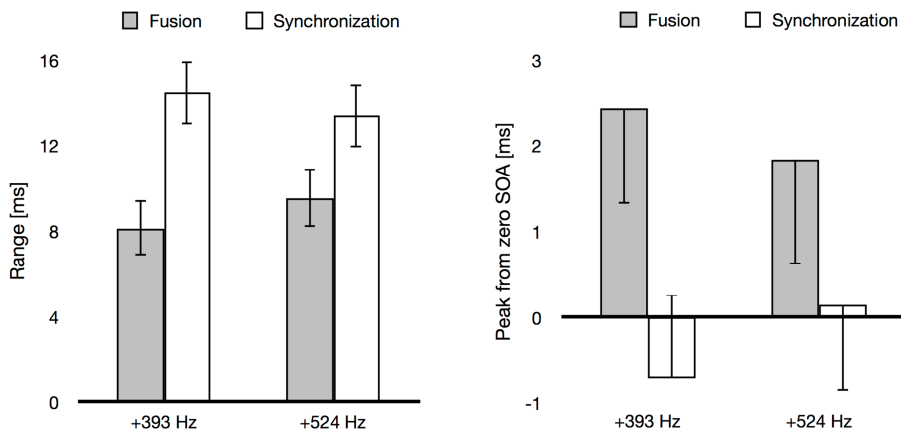 Fusion Synchronization
Range [ms]
16
12
8
4
0
+393 Hz +524 Hz
Fusion Synchronization
Peak from zero SOA [ms]
3
2
1
0
-1
+393 Hz +524 Hz